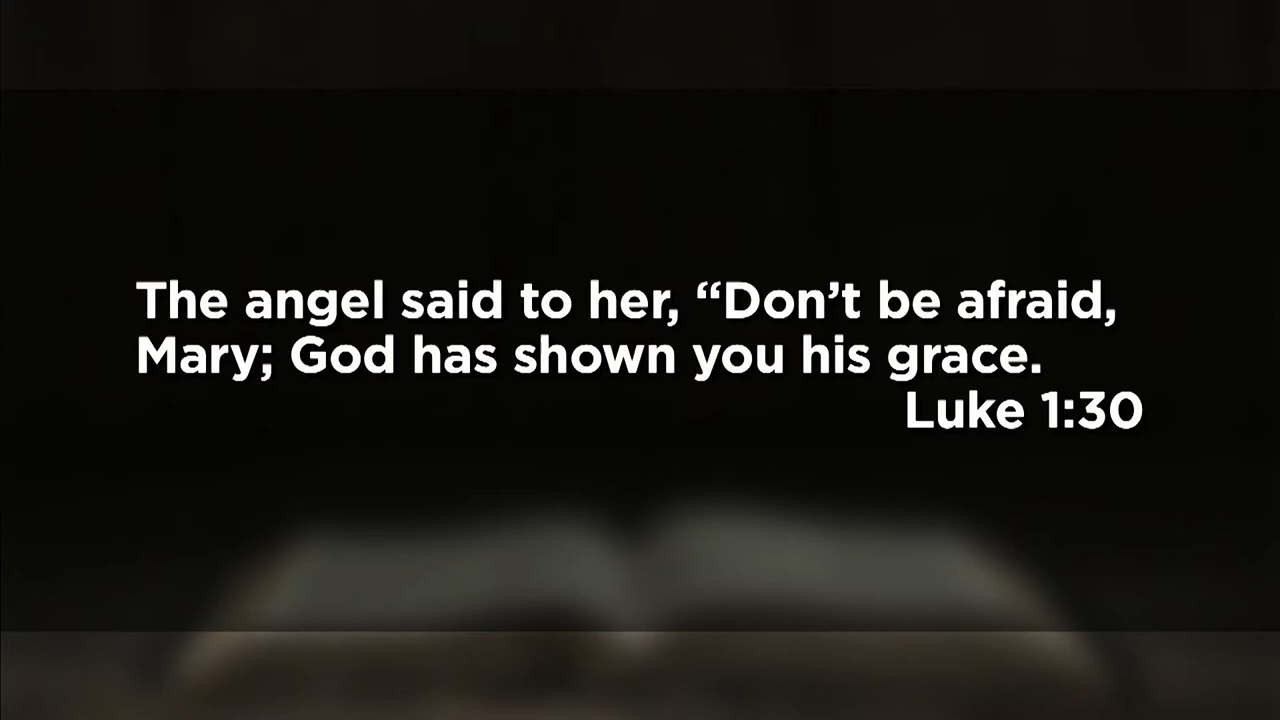 The angel said to her, “Don’t be afraid,
Mary; God has shown you his grace.
Luke 1:30